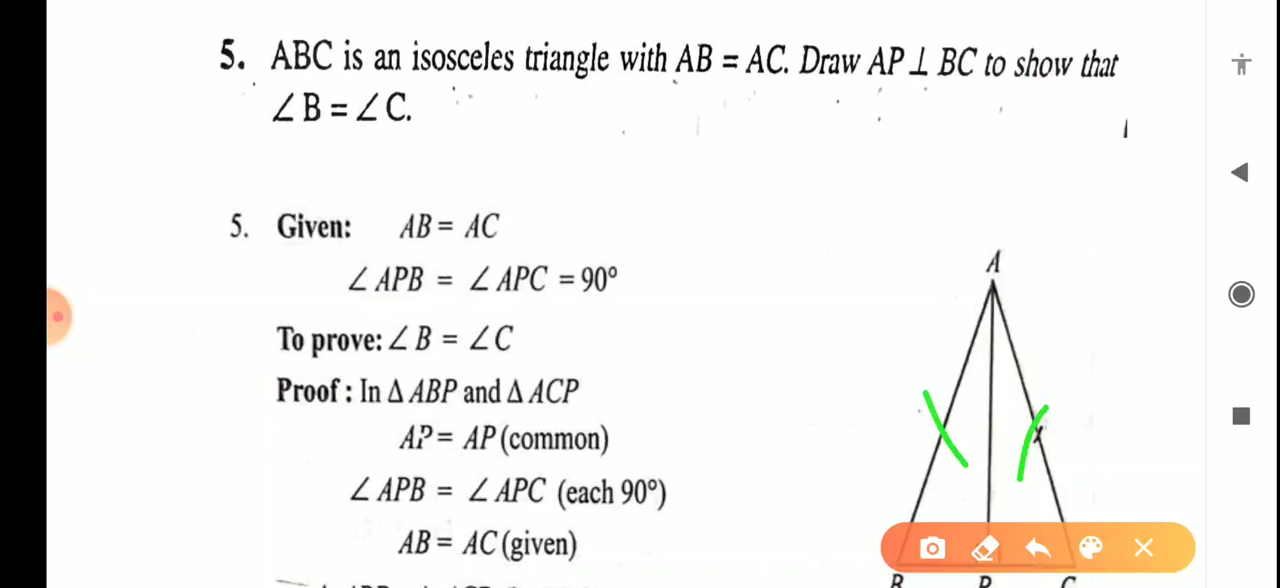 5. ABC is an isosceles triangle with AB = AC. Draw AP ⊥ BC to show that
∠B = ∠C.
5. Given: AB = AC
∠APB = ∠APC = 90°
To prove: ∠B = ∠C
Proof : In Δ ABP and Δ ACP
AP = AP (common)
∠APB = ∠APC (each 90°)
AB = AC (given)
A
B P C